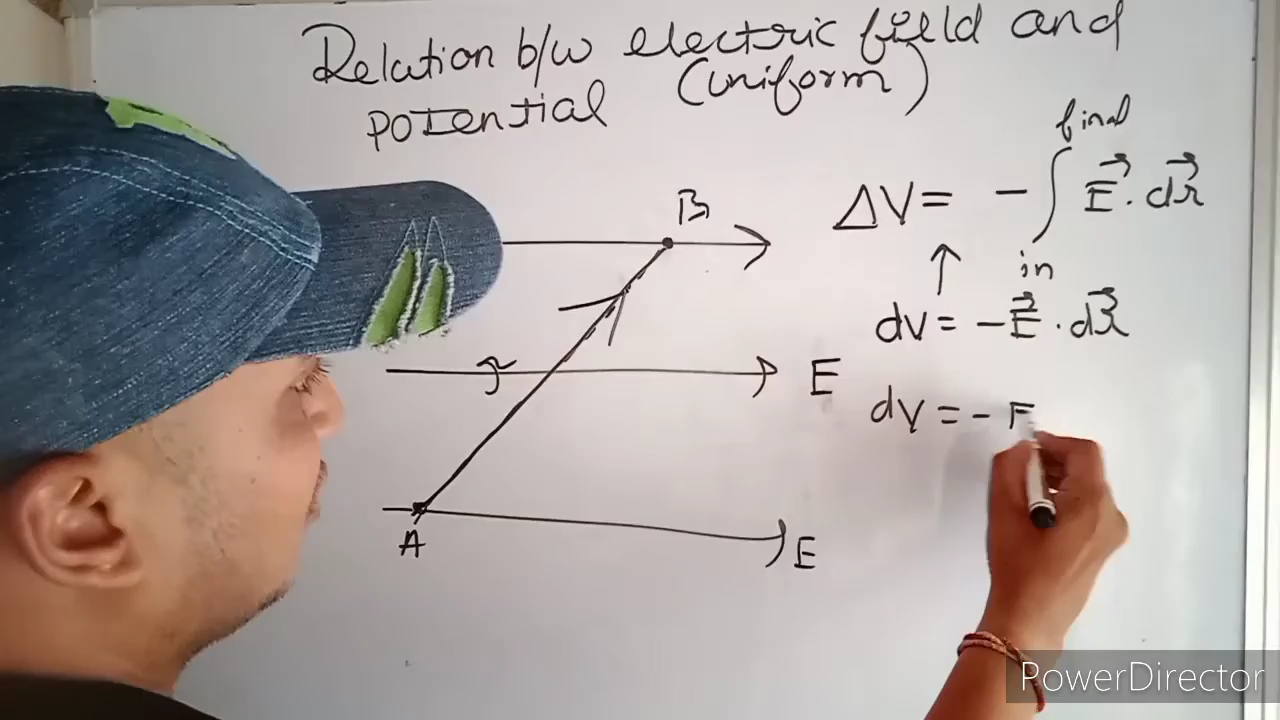 Relation b/w electric field and
potential (uniform)
final
ΔV = - ∫ E⃗ . dr⃗
in
↑
dV = - E⃗ . dr⃗
dV = - E
B
E
r
A
E
PowerDirector